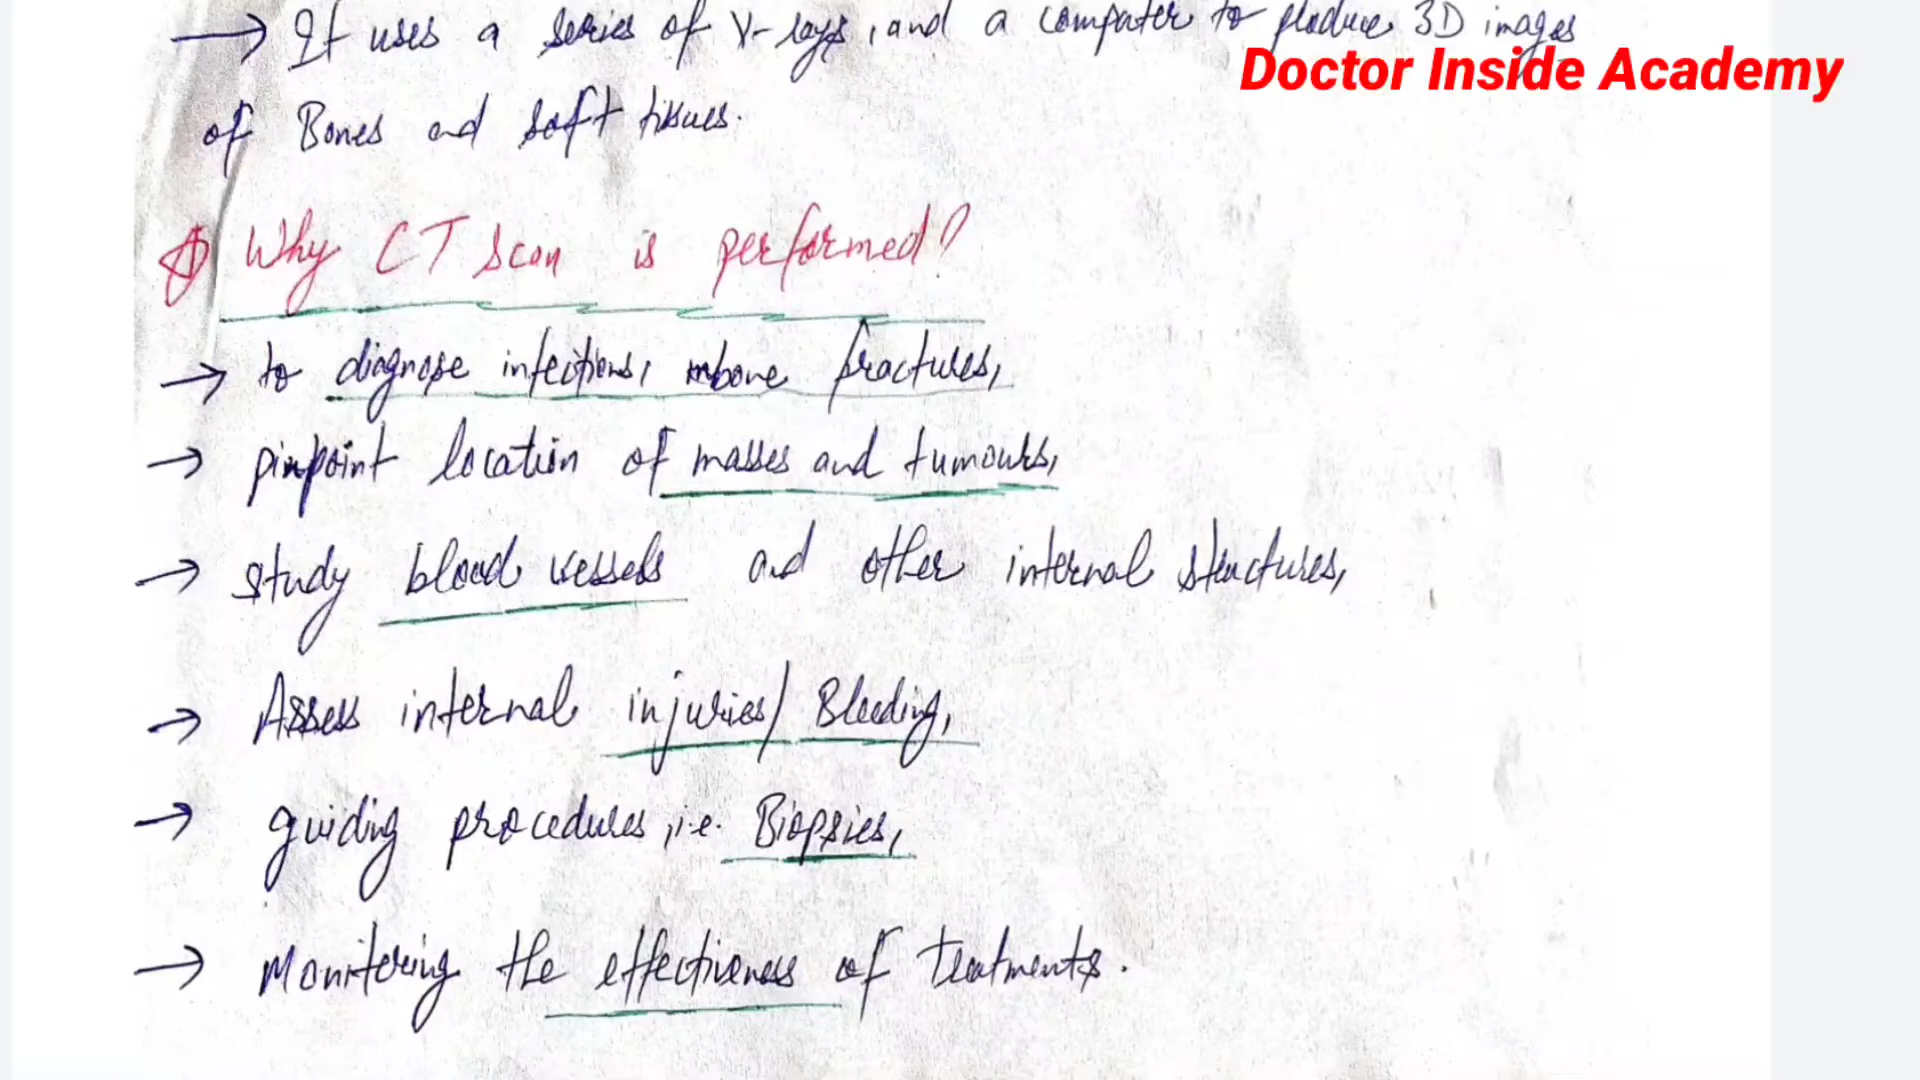 → It uses a series of X-rays, and a computer to produce 3D images
Doctor Inside Academy
of Bones and soft tissues.
Why CT Scan is performed?
→ to diagnose infections, bone fractures,
→ pinpoint location of masses and tumours,
→ study blood vessels and other internal structures,
→ Assess internal injuries/ Bleeding,
→ guiding procedures, i.e. Biopsies,
→ Monitering the effectiveness of treatments.